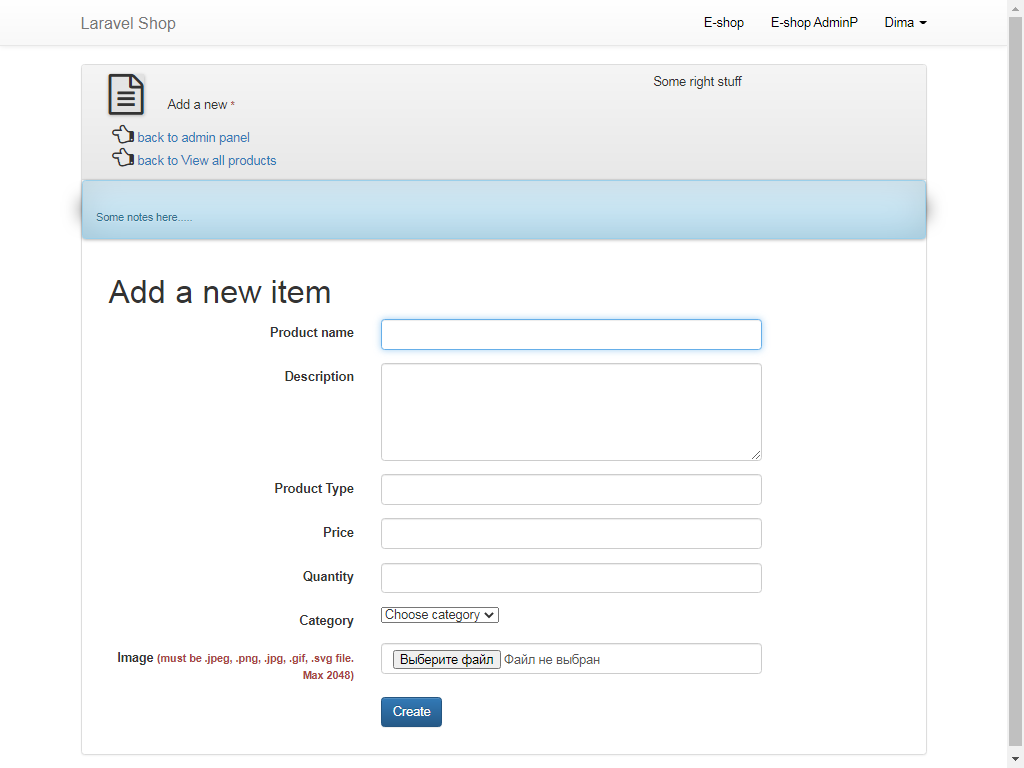 Laravel Shop
E-shop
E-shop AdminP
Dima
Some right stuff
Add a new *
back to admin panel
back to View all products
Some notes here.....
Add a new item
Product name
Description
Product Type
Price
Quantity
Category
Choose category
Image (must be .jpeg, .png, .jpg, .gif, .svg file.
Max 2048)
Выберите файл Файл не выбран
Create